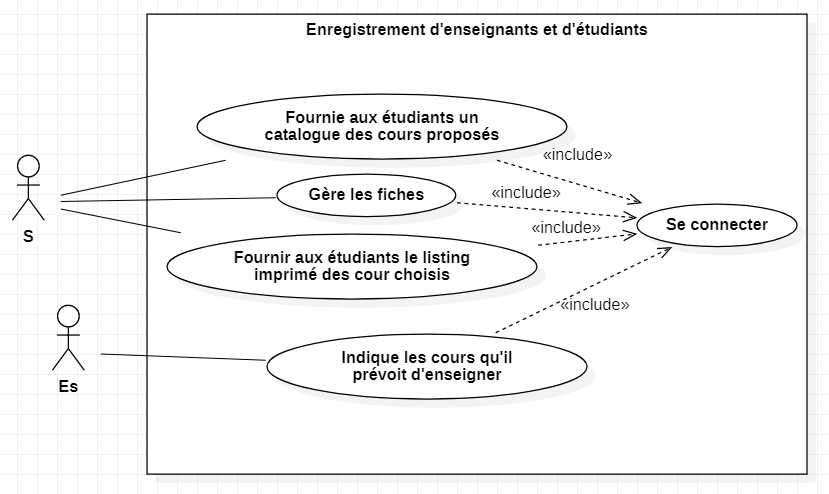 Enregistrement d'enseignants et d'étudiants
Fournie aux étudiants un
catalogue des cours proposés
«include»
Gère les fiches
«include»
Se connecter
S
Fournir aux étudiants le listing
imprimé des cour choisis
«include»
«include»
Es
Indique les cours qu'il
prévoit d'enseigner